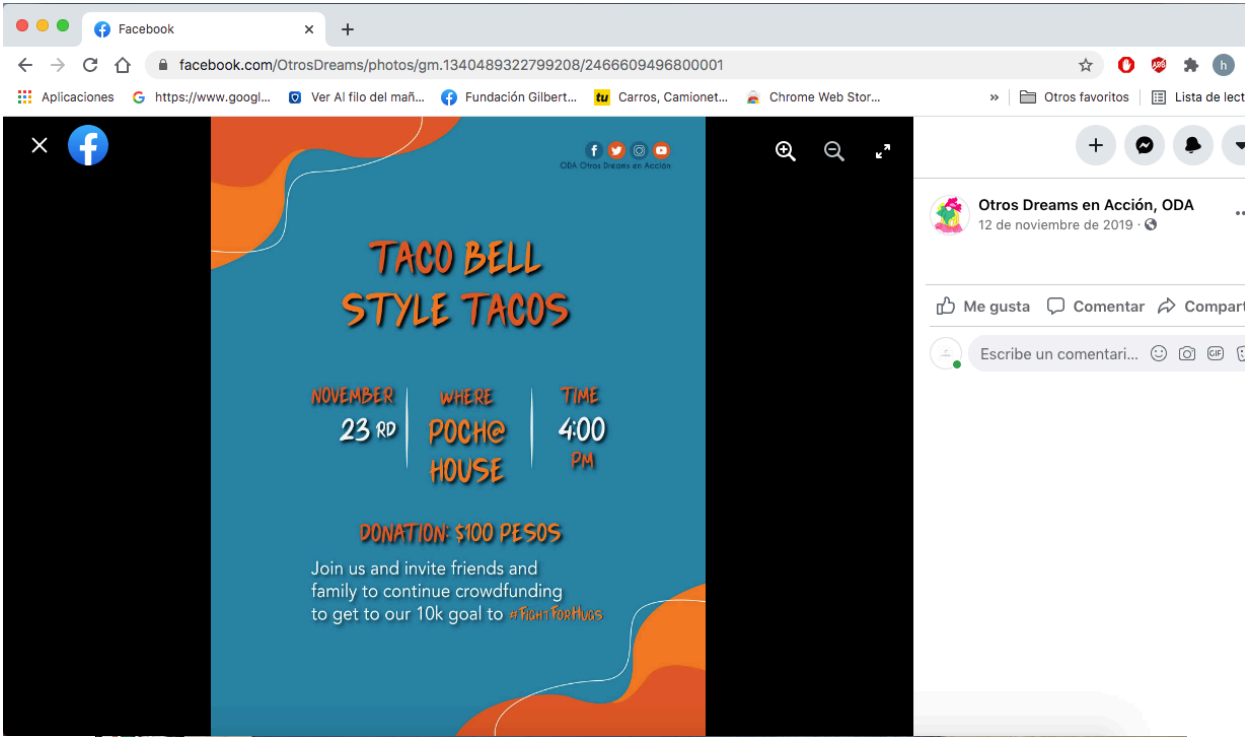 Facebook
facebook.com/OtrosDreams/photos/gm.1340489322799208/2466609496800001
Aplicaciones
https://www.googl...
Ver Al filo del mañ...
Fundación Gilbert...
tu
Carros, Camionet...
Chrome Web Stor...
»
Otros favoritos
Lista de lect
ODA Otros Dreams en Acción
TACO BELL
STYLE TACOS
NOVEMBER
23 RD
WHERE
POCH@
HOUSE
TIME
4:00
PM
DONATION: $100 PESOS
Join us and invite friends and
family to continue crowdfunding
to get to our 10k goal to #FIGHTFORHUGS
Otros Dreams en Acción, ODA
12 de noviembre de 2019 ·
Me gusta
Comentar
Compart
Escribe un comentari...
GIF